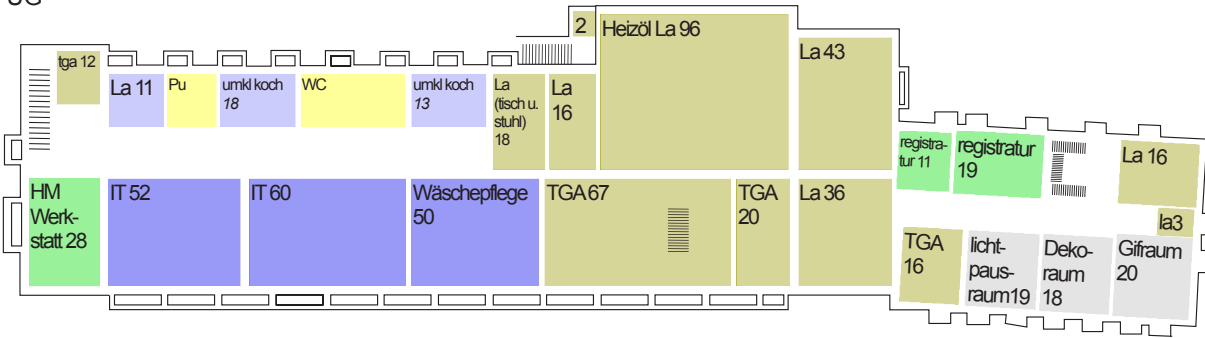 UG
2
Heizöl La 96
La 43
tga 12
La 11
Pu
umkl koch
18
WC
umkl koch
13
La
(tisch u.
stuhl)
18
La
16
registra-
tur 11
registratur
19
La 16
HM
Werk-
statt 28
IT 52
IT 60
Wäschepflege
50
TGA 67
TGA
20
La 36
la3
TGA
16
licht-
paus-
raum19
Deko-
raum
18
Gifraum
20